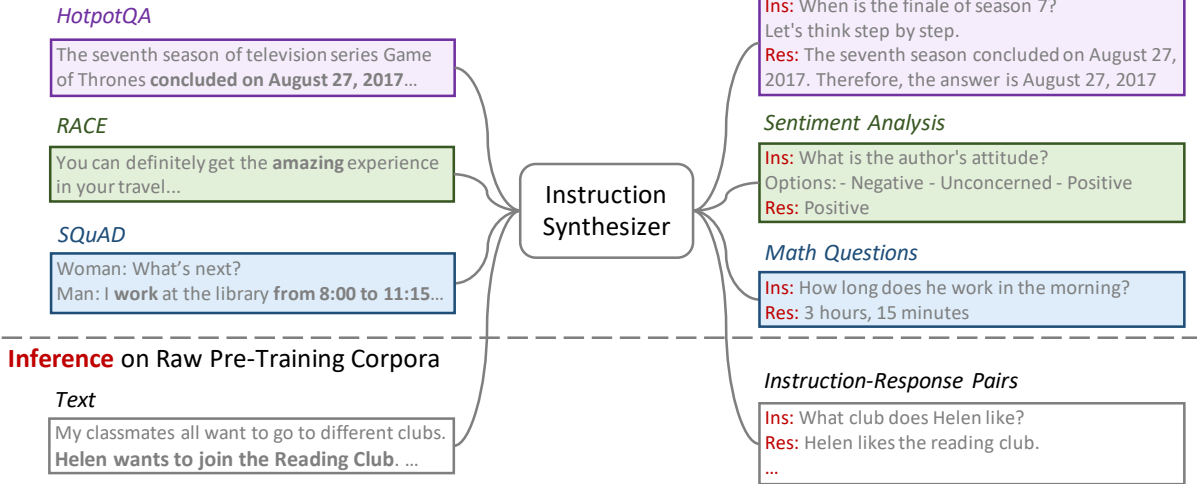 HotpotQA
The seventh season of television series Game
of Thrones concluded on August 27, 2017...
RACE
You can definitely get the amazing experience
in your travel...
SQuAD
Woman: What's next?
Man: I work at the library from 8:00 to 11:15...
Instruction
Synthesizer
Ins: When is the finale of season 7?
Let's think step by step.
Res: The seventh season concluded on August 27,
2017. Therefore, the answer is August 27, 2017
Sentiment Analysis
Ins: What is the author's attitude?
Options: - Negative - Unconcerned - Positive
Res: Positive
Math Questions
Ins: How long does he work in the morning?
Res: 3 hours, 15 minutes
Inference on Raw Pre-Training Corpora
Text
My classmates all want to go to different clubs.
Helen wants to join the Reading Club. ...
Instruction-Response Pairs
Ins: What club does Helen like?
Res: Helen likes the reading club.
...